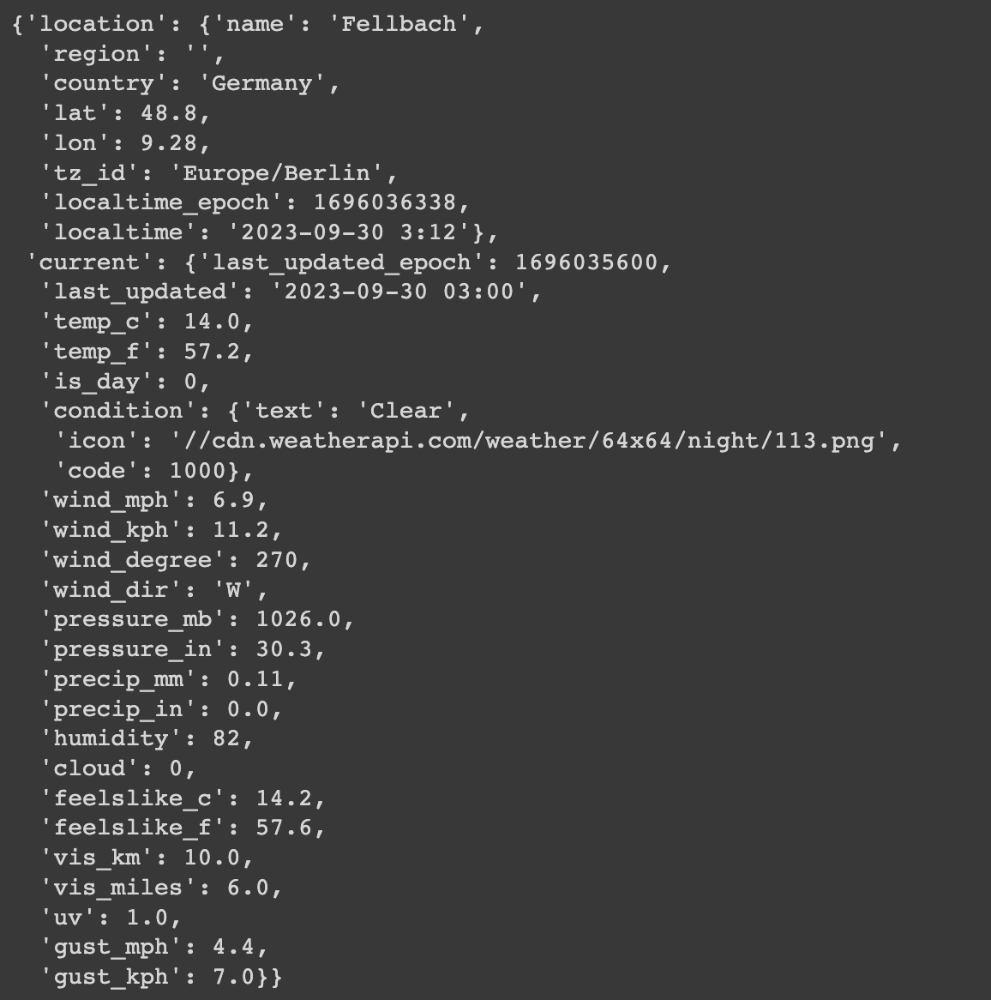 {'location': {'name': 'Fellbach',
'region': '',
'country': 'Germany',
'lat': 48.8,
'lon': 9.28,
'tz_id': 'Europe/Berlin',
'localtime_epoch': 1696036338,
'localtime': '2023-09-30 3:12'},
'current': {'last_updated_epoch': 1696035600,
'last_updated': '2023-09-30 03:00',
'temp_c': 14.0,
'temp_f': 57.2,
'is_day': 0,
'condition': {'text': 'Clear',
'icon': '//cdn.weatherapi.com/weather/64x64/night/113.png',
'code': 1000},
'wind_mph': 6.9,
'wind_kph': 11.2,
'wind_degree': 270,
'wind_dir': 'W',
'pressure_mb': 1026.0,
'pressure_in': 30.3,
'precip_mm': 0.11,
'precip_in': 0.0,
'humidity': 82,
'cloud': 0,
'feelslike_c': 14.2,
'feelslike_f': 57.6,
'vis_km': 10.0,
'vis_miles': 6.0,
'uv': 1.0,
'gust_mph': 4.4,
'gust_kph': 7.0}}